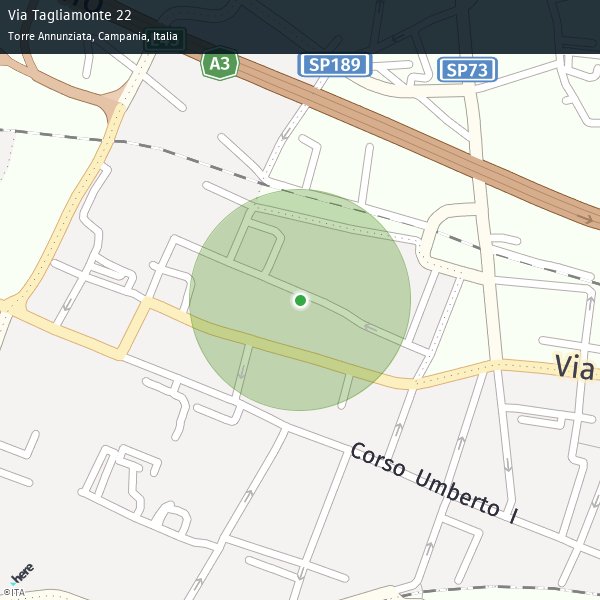 Via Tagliamonte 22
Torre Annunziata, Campania, Italia
A3
SP189
SP73
Via
Corso Umberto I
here
©ITA